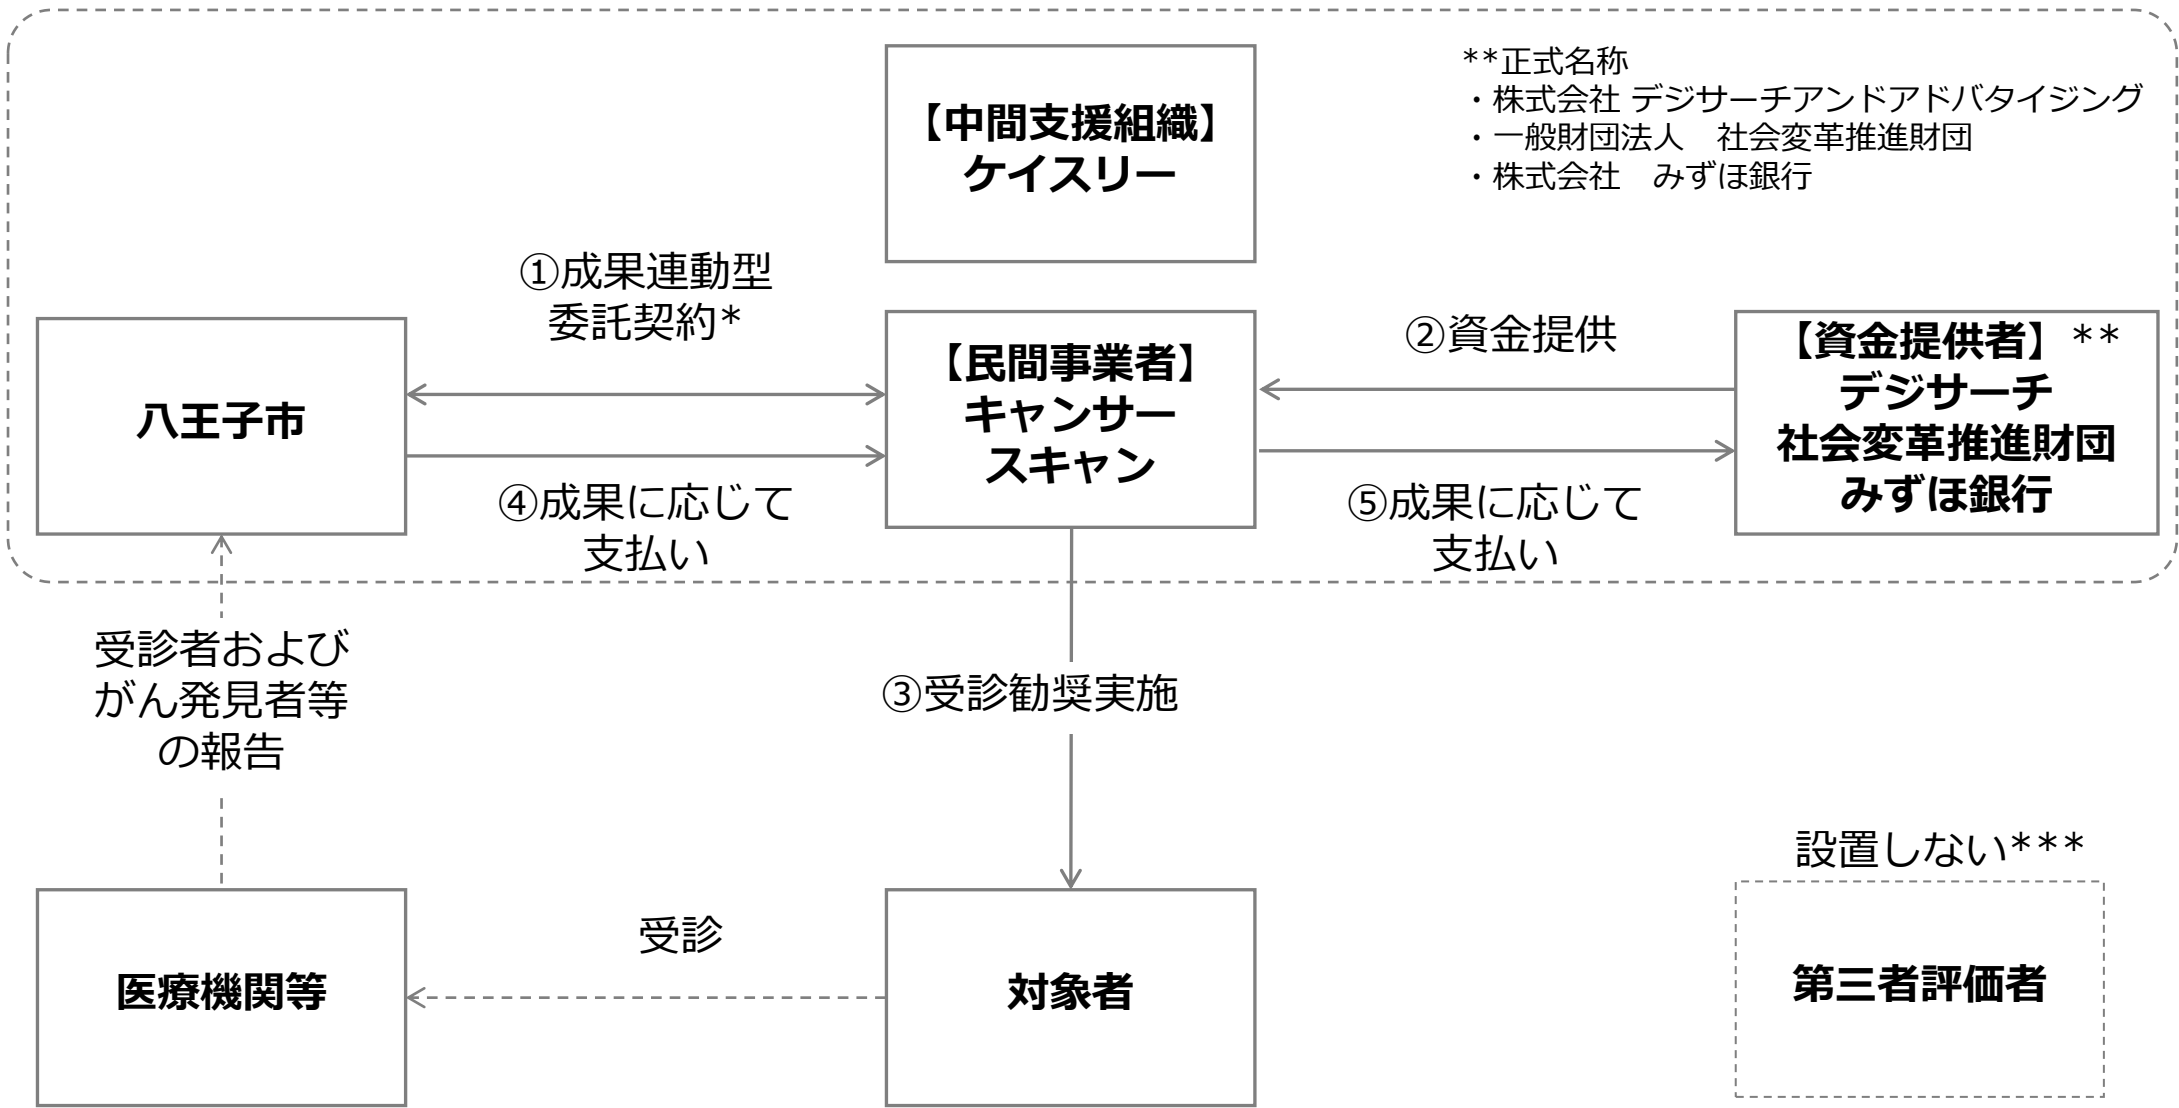 【中間支援組織】
ケイスリー
**正式名称
・株式会社 デジサーチアンドアドバタイジング
・一般財団法人　社会変革推進財団
・株式会社　みずほ銀行
①成果連動型
委託契約*
八王子市
【民間事業者】
キャンサー
スキャン
②資金提供
【資金提供者】**
デジサーチ
社会変革推進財団
みずほ銀行
④成果に応じて
支払い
⑤成果に応じて
支払い
受診者および
がん発見者等
の報告
③受診勧奨実施
医療機関等
受診
対象者
設置しない***
第三者評価者